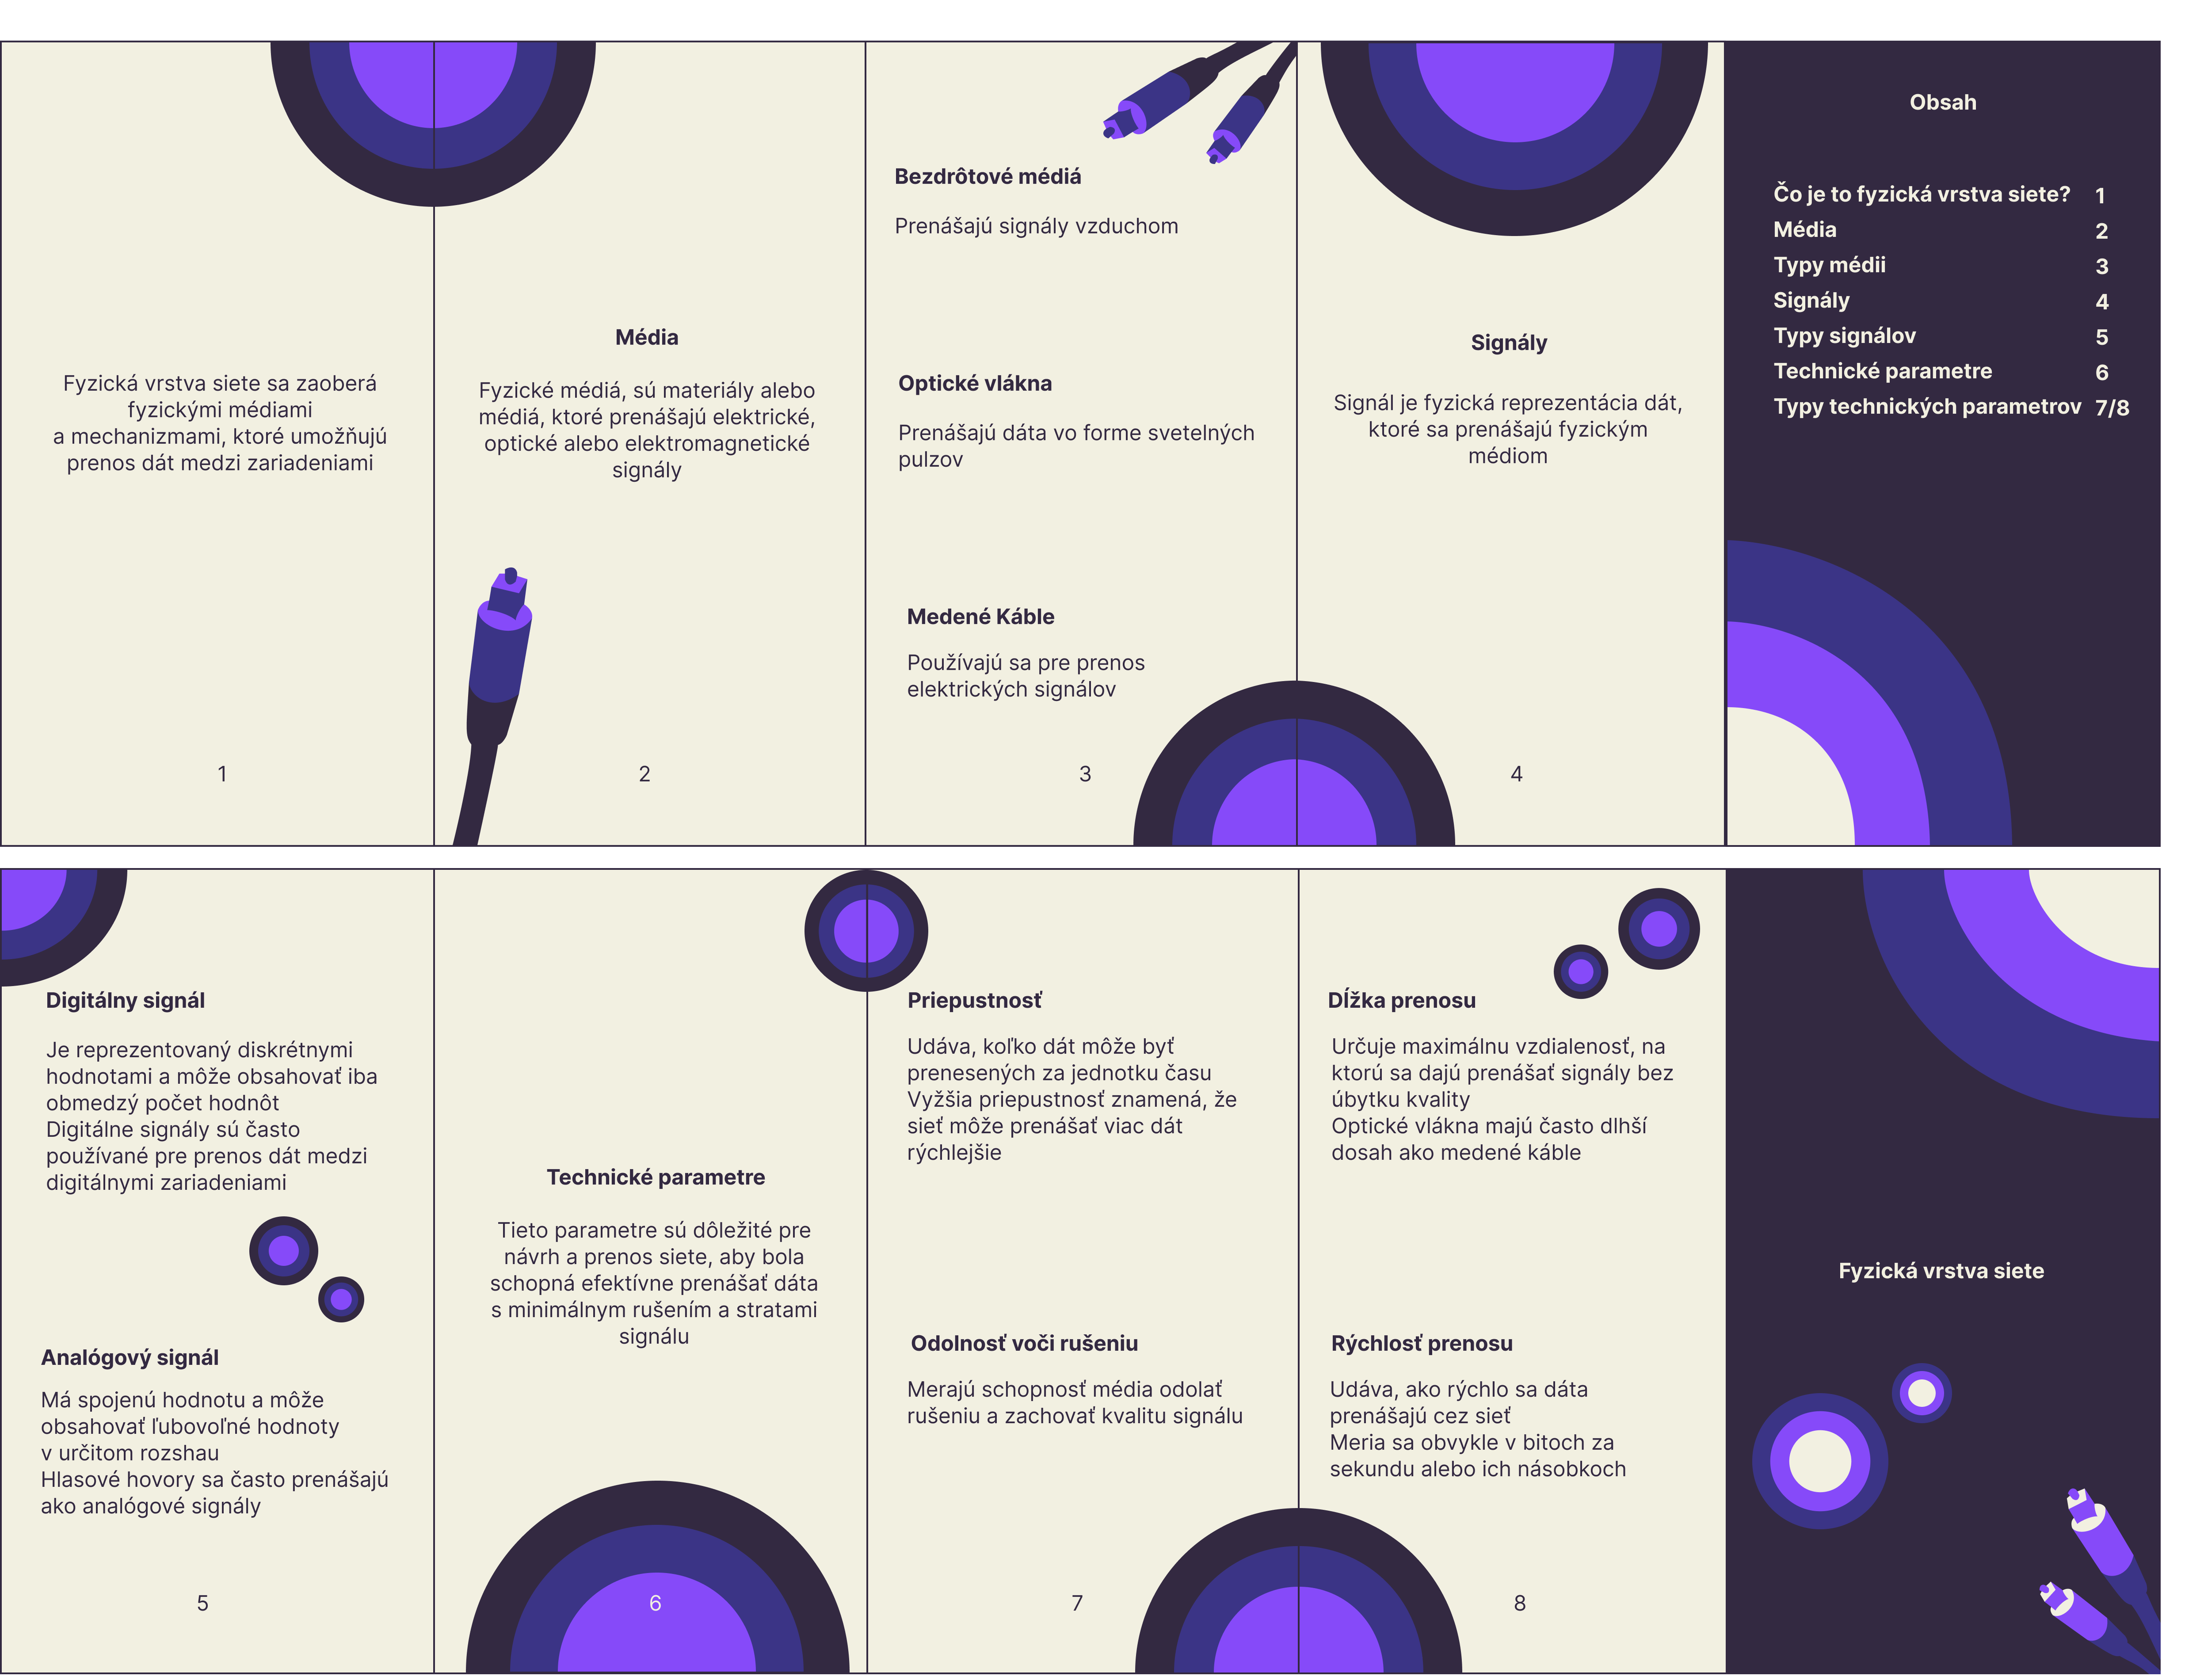 Fyzická vrstva siete sa zaoberá
fyzickými médiami
a mechanizmami, ktoré umožňujú
prenos dát medzi zariadeniami
1
Média
Fyzické médiá, sú materiály alebo
médiá, ktoré prenášajú elektrické,
optické alebo elektromagnetické
signály
2
Bezdrôtové médiá
Prenášajú signály vzduchom
Optické vlákna
Prenášajú dáta vo forme svetelných
pulzov
Medené Káble
Používajú sa pre prenos
elektrických signálov
3
Signály
Signál je fyzická reprezentácia dát,
ktoré sa prenášajú fyzickým
médiom
4
Obsah
Čo je to fyzická vrstva siete? 1
Média 2
Typy médii 3
Signály 4
Typy signálov 5
Technické parametre 6
Typy technických parametrov 7/8
Digitálny signál
Je reprezentovaný diskrétnymi
hodnotami a môže obsahovať iba
obmedzý počet hodnôt
Digitálne signály sú často
používané pre prenos dát medzi
digitálnymi zariadeniami
Analógový signál
Má spojenú hodnotu a môže
obsahovať ľubovoľné hodnoty
v určitom rozshau
Hlasové hovory sa často prenášajú
ako analógové signály
5
Technické parametre
Tieto parametre sú dôležité pre
návrh a prenos siete, aby bola
schopná efektívne prenášať dáta
s minimálnym rušením a stratami
signálu
6
Priepustnosť
Udáva, koľko dát môže byť
prenesených za jednotku času
Vyžšia priepustnosť znamená, že
sieť môže prenášať viac dát
rýchlejšie
Odolnosť voči rušeniu
Merajú schopnosť média odolať
rušeniu a zachovať kvalitu signálu
7
Dĺžka prenosu
Určuje maximálnu vzdialenosť, na
ktorú sa dajú prenášať signály bez
úbytku kvality
Optické vlákna majú často dlhší
dosah ako medené káble
Rýchlosť prenosu
Udáva, ako rýchlo sa dáta
prenášajú cez sieť
Meria sa obvykle v bitoch za
sekundu alebo ich násobkoch
8
Fyzická vrstva siete